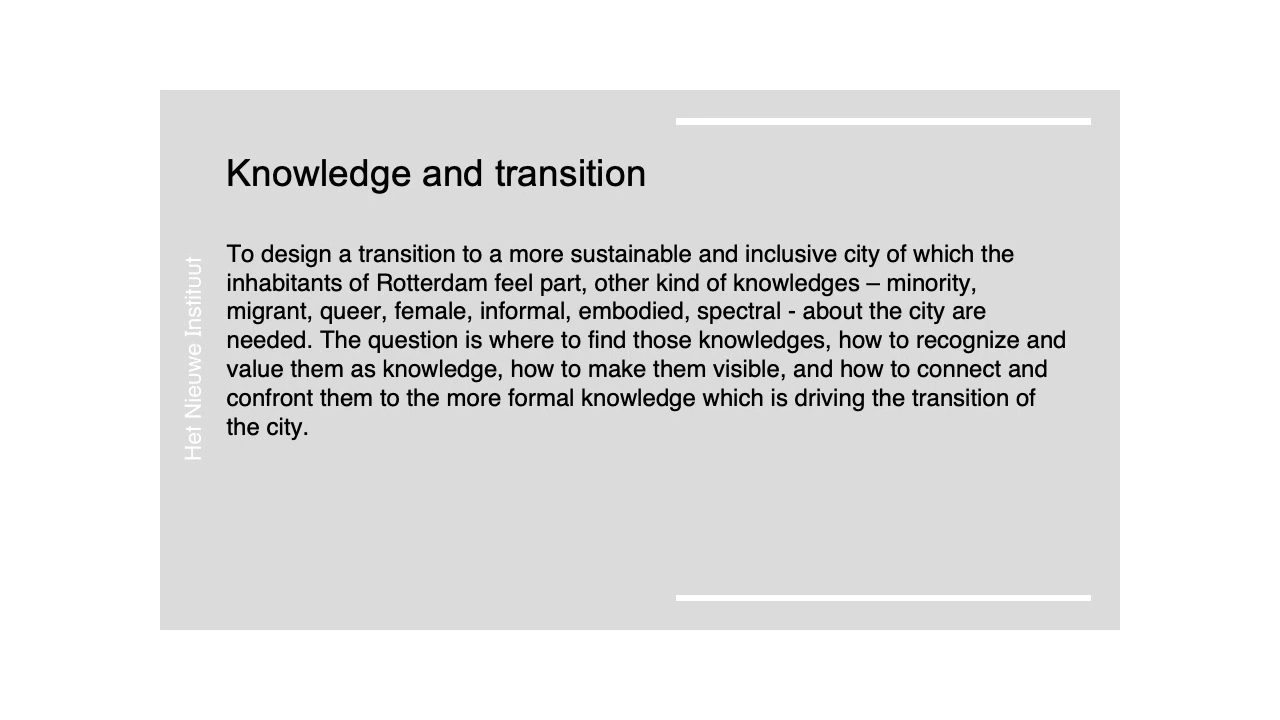 Knowledge and transition
To design a transition to a more sustainable and inclusive city of which the
inhabitants of Rotterdam feel part, other kind of knowledges – minority,
migrant, queer, female, informal, embodied, spectral - about the city are
needed. The question is where to find those knowledges, how to recognize and
value them as knowledge, how to make them visible, and how to connect and
confront them to the more formal knowledge which is driving the transition of
the city.
Het Nieuwe Instituut